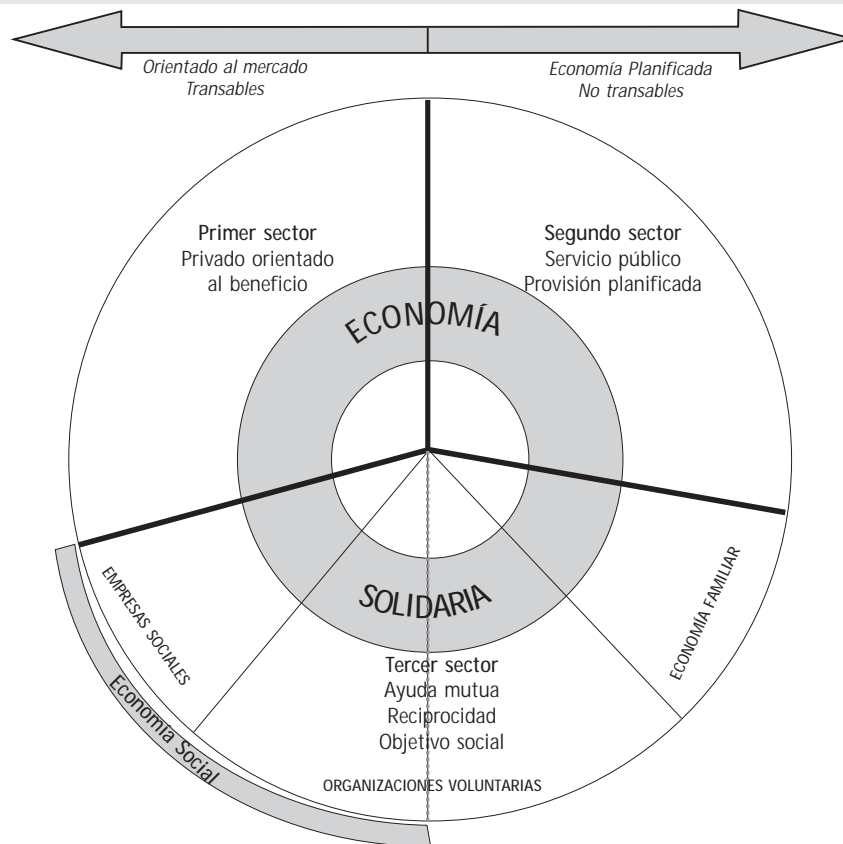 Orientado al mercado
Transables
Economía Planificada
No transables
Primer sector
Privado orientado
al beneficio
Segundo sector
Servicio público
Provisión planificada
ECONOMÍA
SOLIDARIA
EMPRESAS SOCIALES
ECONOMÍA FAMILIAR
Tercer sector
Ayuda mutua
Reciprocidad
Objetivo social
Economía Social
ORGANIZACIONES VOLUNTARIAS